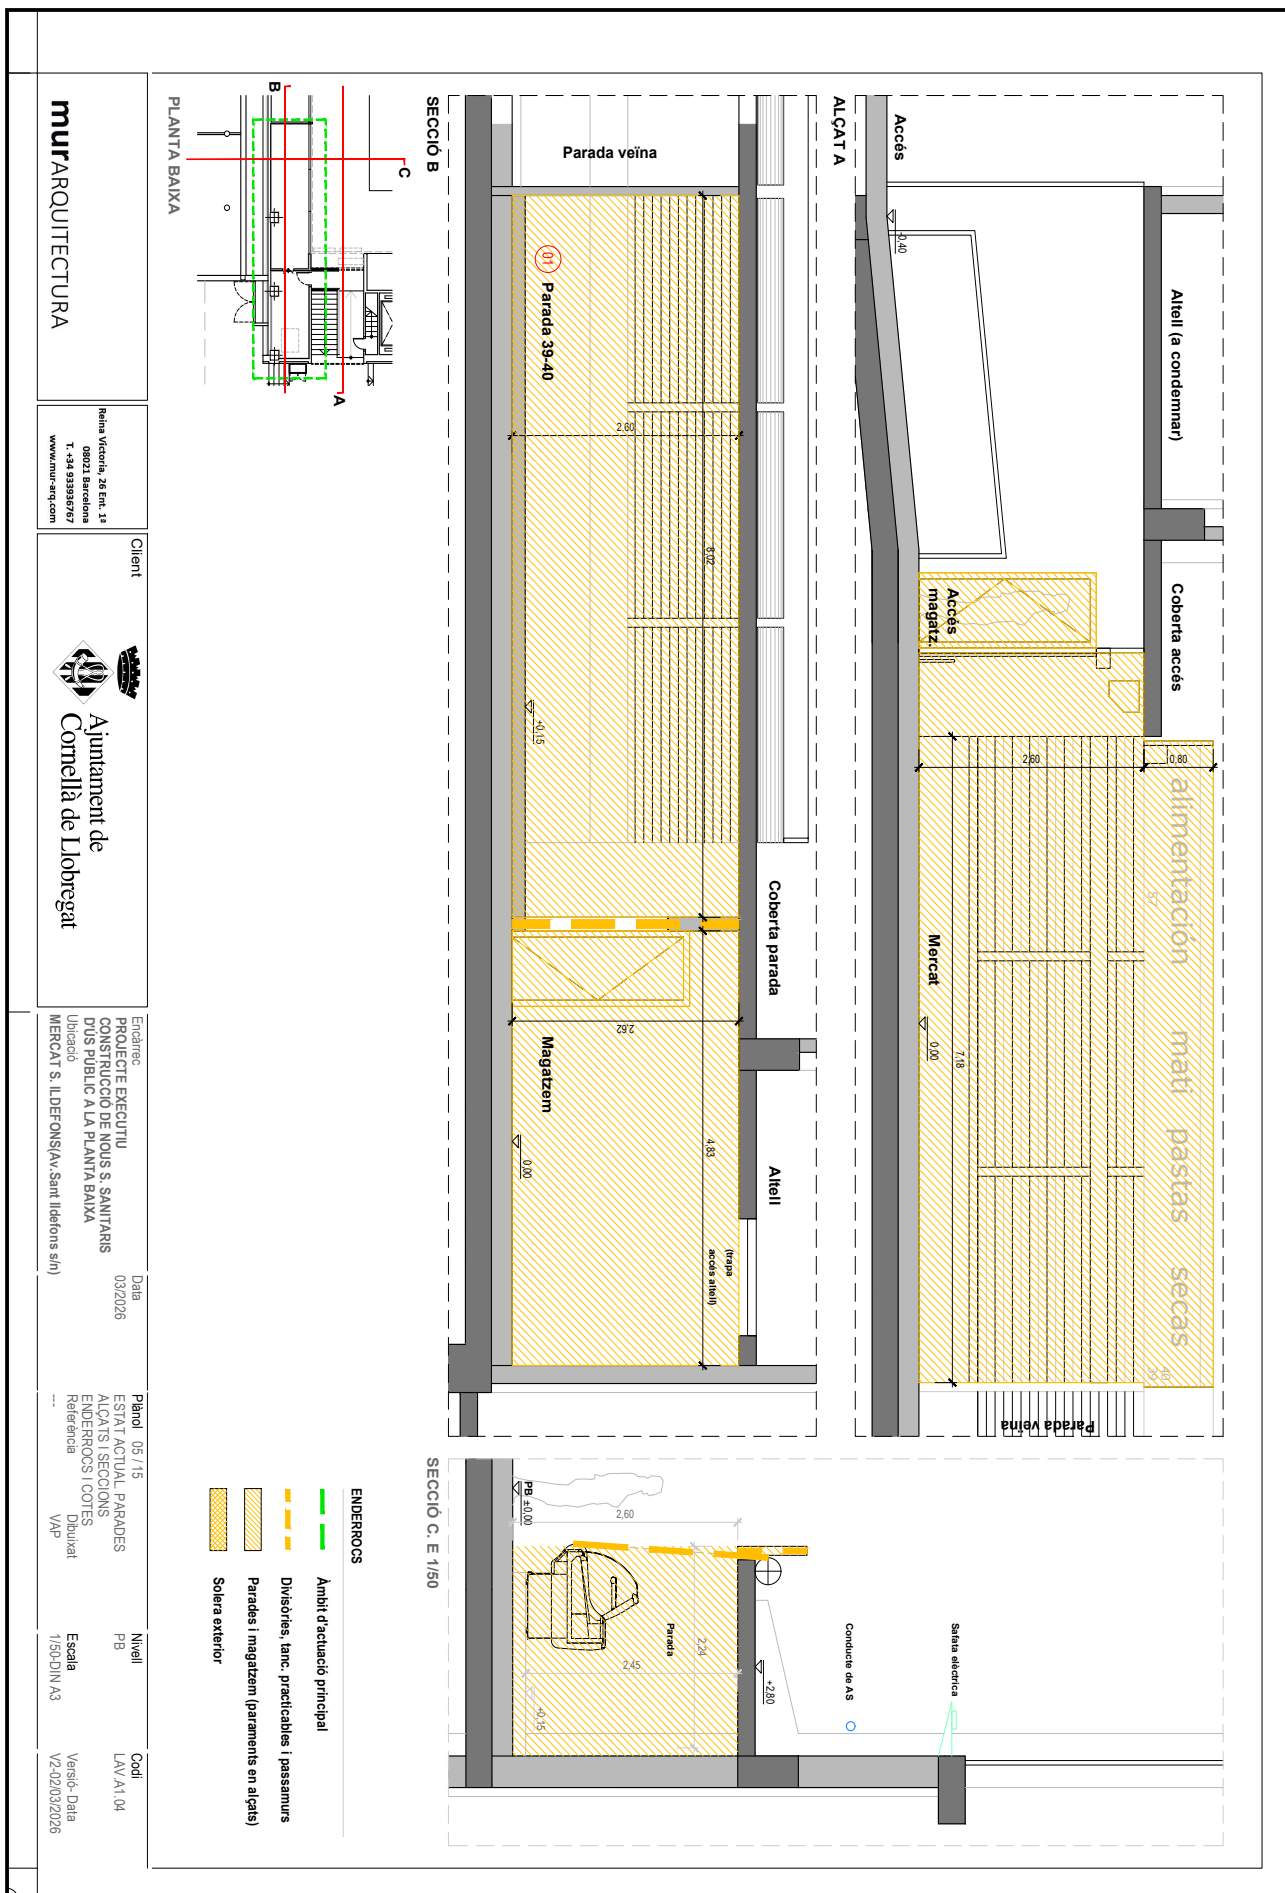 ALÇAT A
Accés
-0,40
Altell (a condemnar)
Coberta accés
Accés
magatz.
2,60
0,80
alimentación mati pastas secas
57
40
39
Mercat
0,00
7,18
Parada veïna
SECCIÓ B
Parada veïna
01
Parada 39-40
2,60
8,02
+0,15
Coberta parada
Altell
2,62
Magatzem
0,00
4,83
(trapa
accés altell)
SECCIÓ C. E 1/50
PB ±0,00
2,60
Parada
2,24
2,45
+0,15
+2,80
Conducte de AS
Safata elèctrica
PLANTA BAIXA
B
C
A
ENDERROCS
Àmbit d'actuació principal
Divisòries, tanc. practicables i passamurs
Parades i magatzem (paraments en alçats)
Solera exterior
murARQUITECTURA
Reina Victoria, 26 Ent. 1ª
08021 Barcelona
T. +34 933936767
www.mur-arq.com
Client
Ajuntament de
Cornellà de Llobregat
Encàrrec
PROJECTE EXECUTIU
CONSTRUCCIÓ DE NOUS S. SANITARIS
D'ÚS PÚBLIC A LA PLANTA BAIXA
Ubicació
MERCAT S. ILDEFONS(Av.Sant Ildefons s/n)
Data
03/2026
Plànol 05 / 15
ESTAT ACTUAL. PARADES
ALÇATS I SECCIONS
ENDERROCS I COTES
Referència Dibuixat
--- VAP
Nivell
PB
Escala
1/50-DIN A3
Codi
LAV A1.04
Versió- Data
V2-02/03/2026